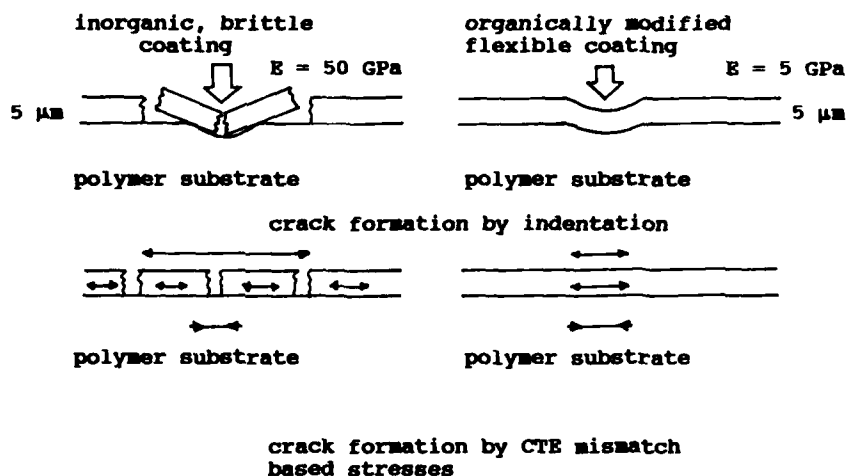 inorganic, brittle
coating
E = 50 GPa
5 µm
polymer substrate
organically modified
flexible coating
E = 5 GPa
5 µm
polymer substrate
crack formation by indentation
polymer substrate
polymer substrate
crack formation by CTE mismatch
based stresses